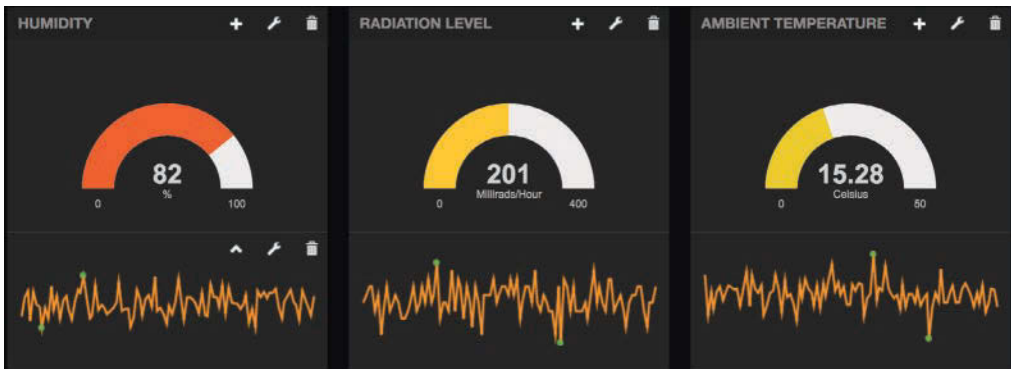 HUMIDITY
82
%
0 100
RADIATION LEVEL
201
Millirads/Hour
0 400
AMBIENT TEMPERATURE
15.28
Celsius
0 50